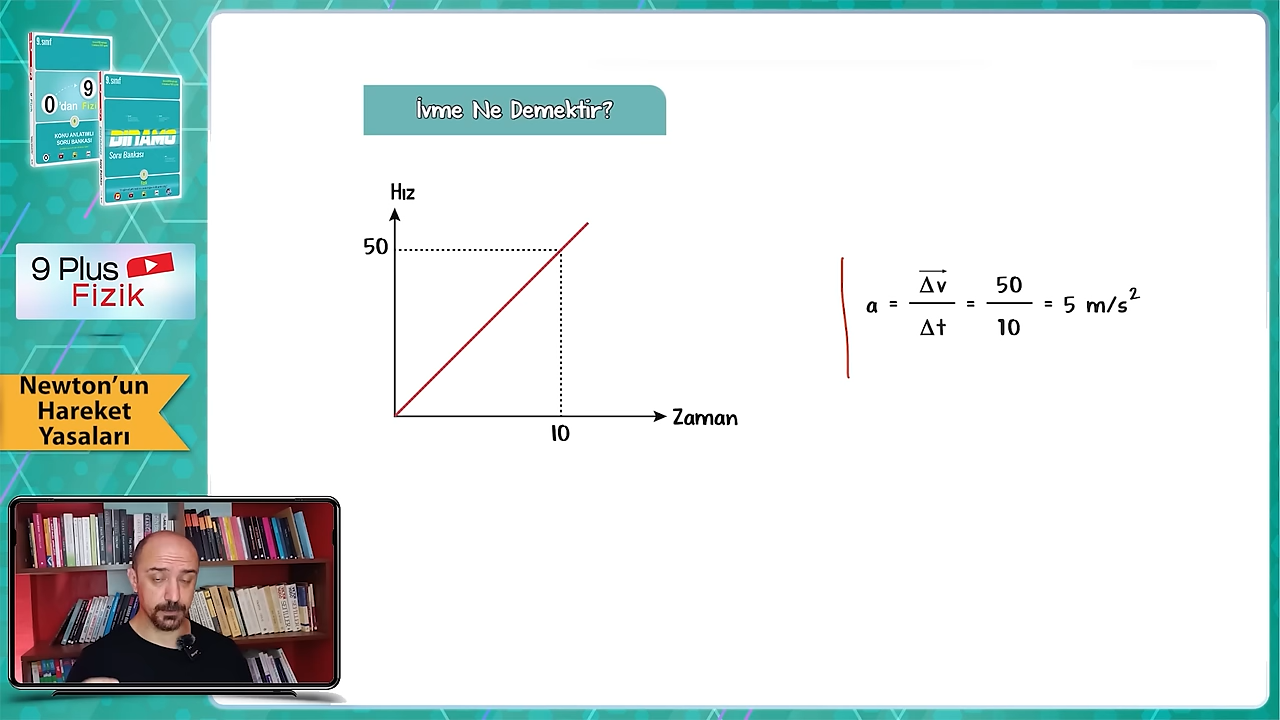 9.sınıf
0'dan 9
Fizi
KONU ANLATIMLI
SORU BANKASI
9.sınıf
DİNAMO
Soru Bankası
9 Plus
Fizik
Newton’un
Hareket
Yasaları
İvme Ne Demektir?
Hız
50
10
Zaman
a = Δv / Δt = 50 / 10 = 5 m/s²